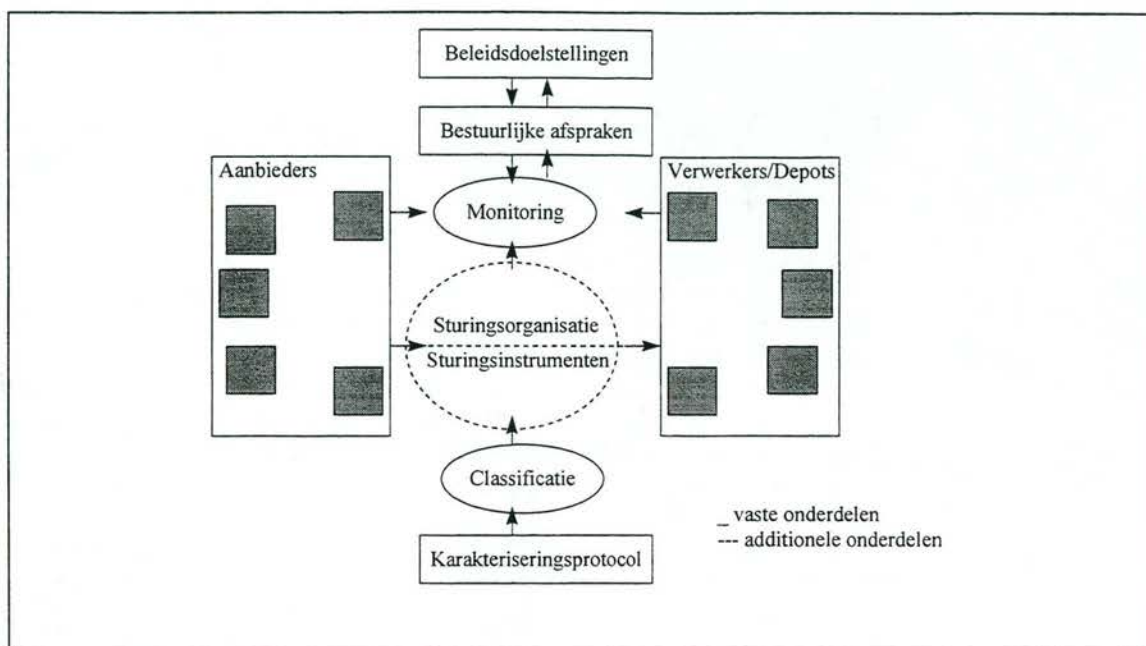 Beleidsdoelstellingen
Bestuurlijke afspraken
Aanbieders
Verwerkers/Depots
Monitoring
Sturingsorganisatie
Sturingsinstrumenten
Classificatie
_ vaste onderdelen
--- additionele onderdelen
Karakteriseringsprotocol